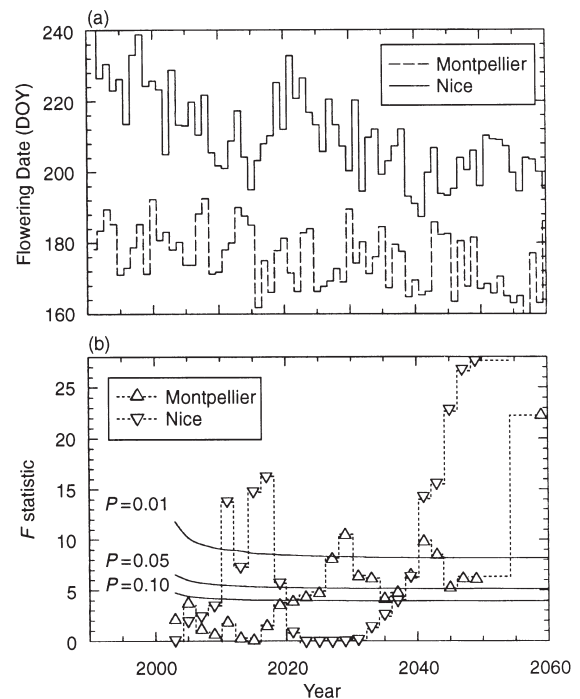 (a)
240
220
200
180
160
Flowering Date (DOY)
Montpellier
Nice
(b)
25
20
15
10
5
0
F statistic
Montpellier
Nice
P=0.01
P=0.05
P=0.10
2000
2020
2040
2060
Year